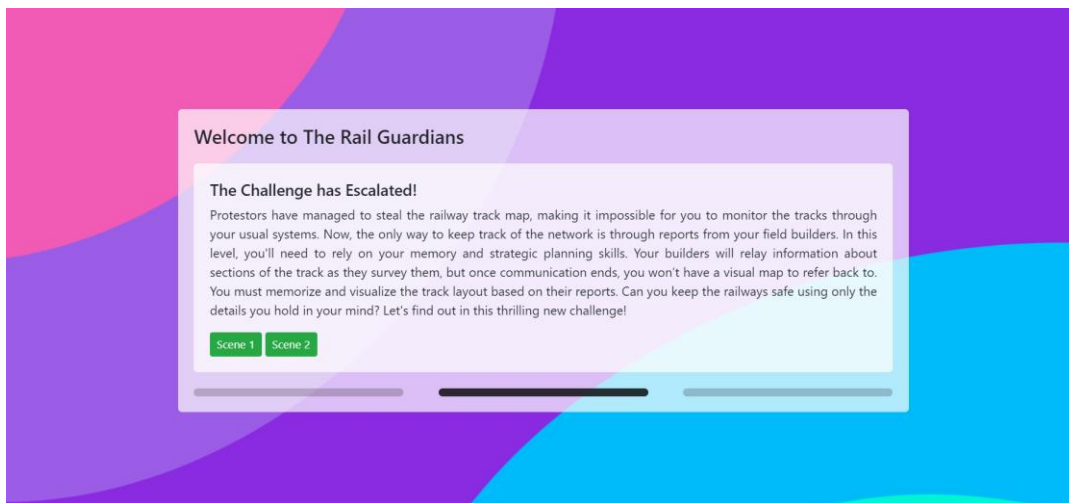 Welcome to The Rail Guardians
The Challenge has Escalated!
Protestors have managed to steal the railway track map, making it impossible for you to monitor the tracks through
your usual systems. Now, the only way to keep track of the network is through reports from your field builders. In this
level, you'll need to rely on your memory and strategic planning skills. Your builders will relay information about
sections of the track as they survey them, but once communication ends, you won't have a visual map to refer back to.
You must memorize and visualize the track layout based on their reports. Can you keep the railways safe using only the
details you hold in your mind? Let's find out in this thrilling new challenge!
Scene 1 Scene 2